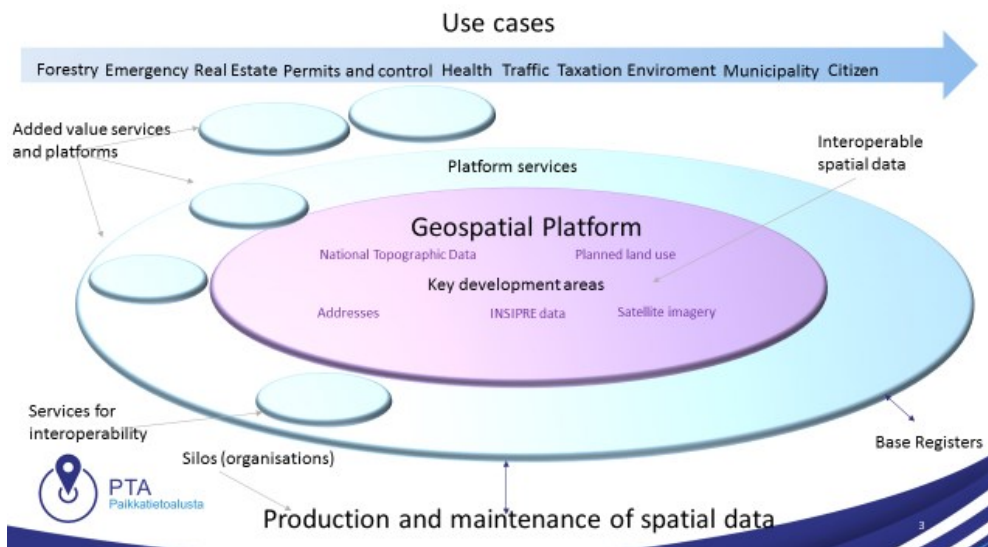 Use cases
Forestry Emergency Real Estate Permits and control Health Traffic Taxation Enviroment Municipality Citizen
Added value services
and platforms
Interoperable
spatial data
Platform services
Geospatial Platform
National Topographic Data
Planned land use
Key development areas
Addresses
INSIPRE data
Satellite imagery
Services for
interoperability
Base Registers
Silos (organisations)
PTA
Paikkatietoalusta
Production and maintenance of spatial data
3